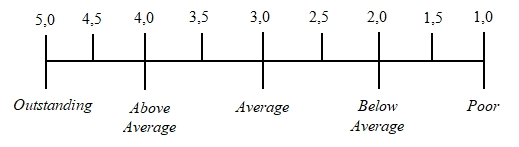 5,0 4,5 4,0 3,5 3,0 2,5 2,0 1,5 1,0
Outstanding Above Average Average Below Average Poor